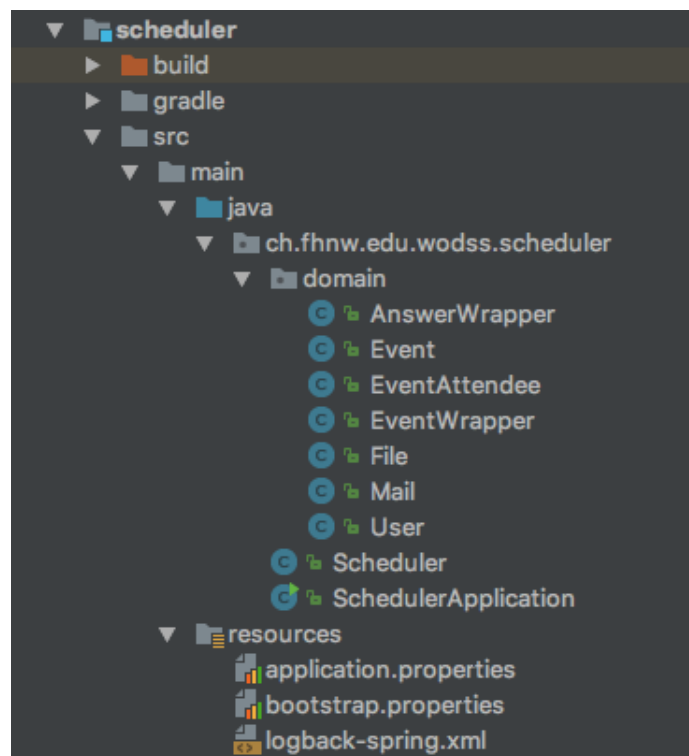 scheduler
build
gradle
src
main
java
ch.fhnw.edu.wodss.scheduler
domain
AnswerWrapper
Event
EventAttendee
EventWrapper
File
Mail
User
Scheduler
SchedulerApplication
resources
application.properties
bootstrap.properties
logback-spring.xml